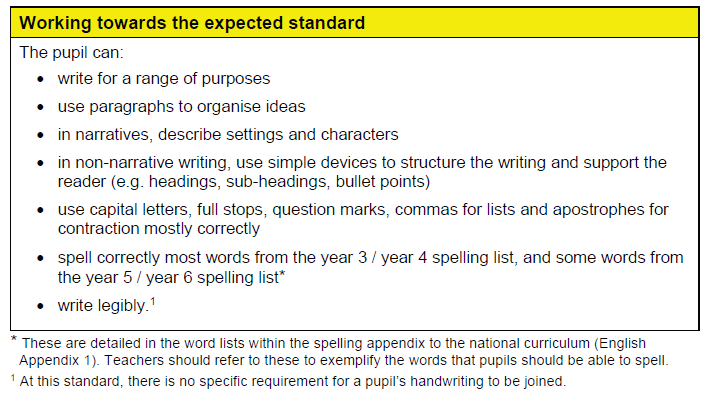 Working towards the expected standard
The pupil can:
• write for a range of purposes
• use paragraphs to organise ideas
• in narratives, describe settings and characters
• in non-narrative writing, use simple devices to structure the writing and support the
reader (e.g. headings, sub-headings, bullet points)
• use capital letters, full stops, question marks, commas for lists and apostrophes for
contraction mostly correctly
• spell correctly most words from the year 3 / year 4 spelling list, and some words from
the year 5 / year 6 spelling list*
• write legibly.¹
* These are detailed in the word lists within the spelling appendix to the national curriculum (English
Appendix 1). Teachers should refer to these to exemplify the words that pupils should be able to spell.
¹ At this standard, there is no specific requirement for a pupil's handwriting to be joined.